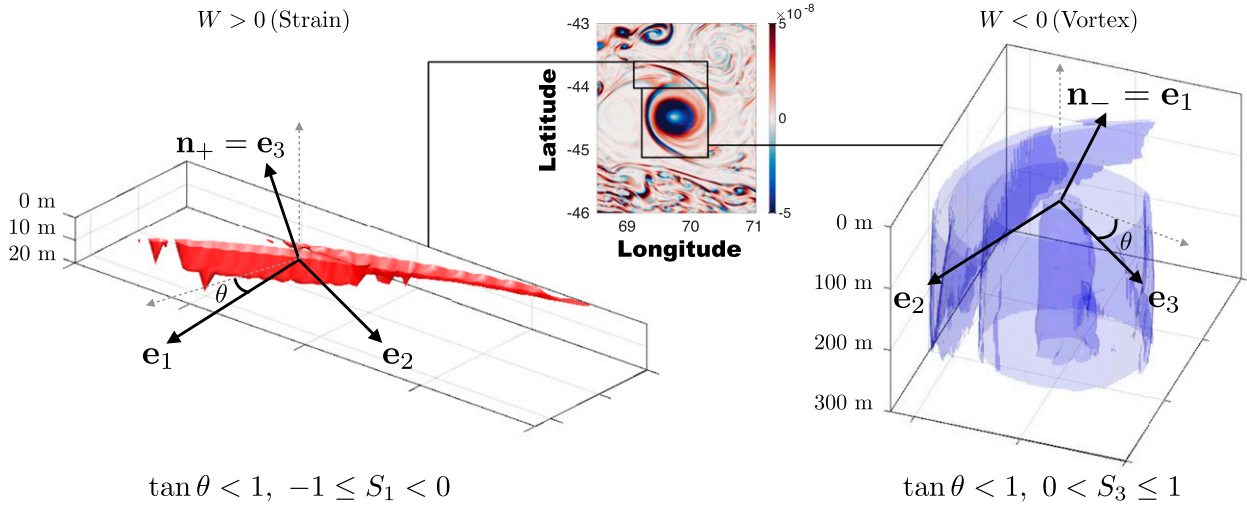 W > 0 (Strain)
n₊ = e₃
0 m
10 m
20 m
θ
e₁
e₂
tan θ < 1, −1 ≤ S₁ < 0
×10⁻⁸
5
0
-5
-43
-44
-45
-46
Latitude
69
70
71
Longitude
W < 0 (Vortex)
n₋ = e₁
θ
e₂
e₃
0 m
100 m
200 m
300 m
tan θ < 1, 0 < S₃ ≤ 1